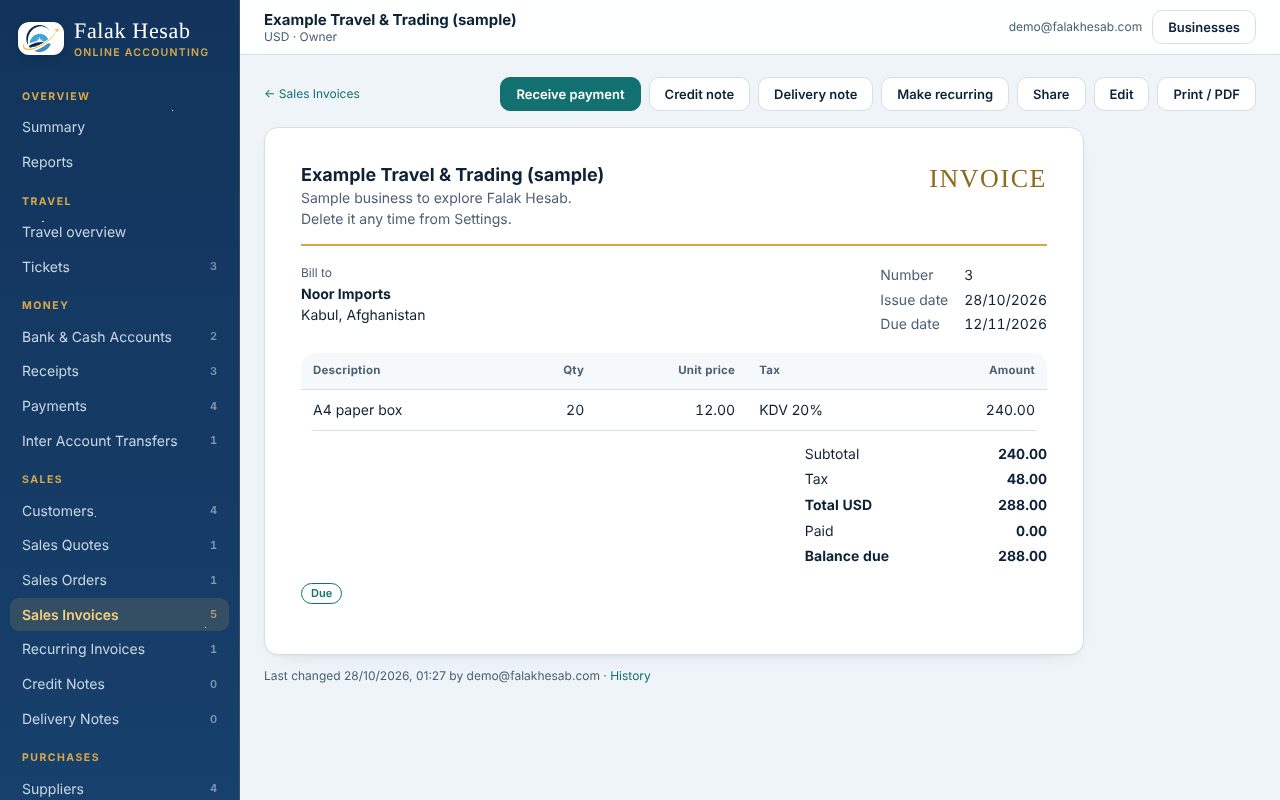 Falak Hesab
ONLINE ACCOUNTING
OVERVIEW
Summary
Reports
TRAVEL
Travel overview
Tickets 3
MONEY
Bank & Cash Accounts 2
Receipts 3
Payments 4
Inter Account Transfers 1
SALES
Customers 4
Sales Quotes 1
Sales Orders 1
Sales Invoices 5
Recurring Invoices 1
Credit Notes 0
Delivery Notes 0
PURCHASES
Suppliers 4
Example Travel & Trading (sample)
USD · Owner
demo@falakhesab.com Businesses
← Sales Invoices Receive payment Credit note Delivery note Make recurring Share Edit Print / PDF
Example Travel & Trading (sample)
INVOICE
Sample business to explore Falak Hesab.
Delete it any time from Settings.
Bill to
Noor Imports
Kabul, Afghanistan
Number 3
Issue date 28/10/2026
Due date 12/11/2026
Description Qty Unit price Tax Amount
A4 paper box 20 12.00 KDV 20% 240.00
Subtotal 240.00
Tax 48.00
Total USD 288.00
Paid 0.00
Balance due 288.00
Due
Last changed 28/10/2026, 01:27 by demo@falakhesab.com · History